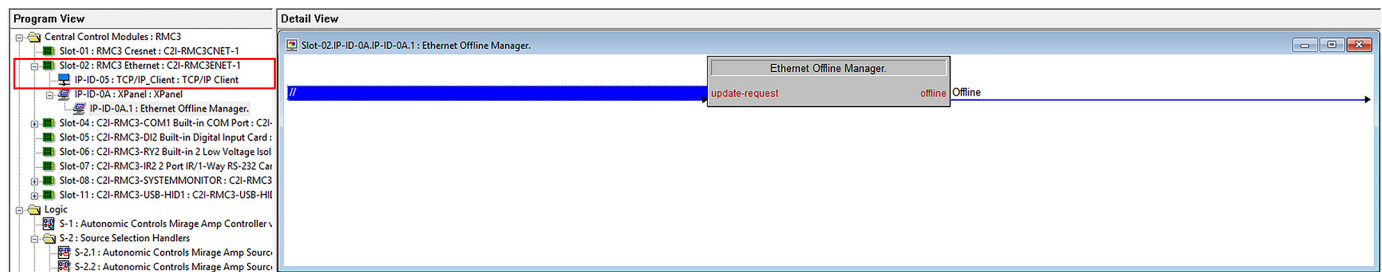 Program View
Central Control Modules : RMC3
Slot-01 : RMC3 Cresnet : C2I-RMC3CNET-1
Slot-02 : RMC3 Ethernet : C2I-RMC3ENET-1
IP-ID-05 : TCP/IP_Client : TCP/IP Client
IP-ID-0A : XPanel : XPanel
IP-ID-0A.1 : Ethernet Offline Manager.
Slot-04 : C2I-RMC3-COM1 Built-in COM Port : C2I-
Slot-05 : C2I-RMC3-DI2 Built-in Digital Input Card :
Slot-06 : C2I-RMC3-RY2 Built-in 2 Low Voltage Isol
Slot-07 : C2I-RMC3-IR2 2 Port IR/1-Way RS-232 Car
Slot-08 : C2I-RMC3-SYSTEMMONITOR : C2I-RMC3
Slot-11 : C2I-RMC3-USB-HID1 : C2I-RMC3-USB-HI
Logic
S-1 : Autonomic Controls Mirage Amp Controller v
S-2 : Source Selection Handlers
S-2.1 : Autonomic Controls Mirage Amp Source
S-2.2 : Autonomic Controls Mirage Amp Source
Detail View
Slot-02.IP-ID-0A.IP-ID-0A.1 : Ethernet Offline Manager.
Ethernet Offline Manager.
//
update-request
offline
Offline